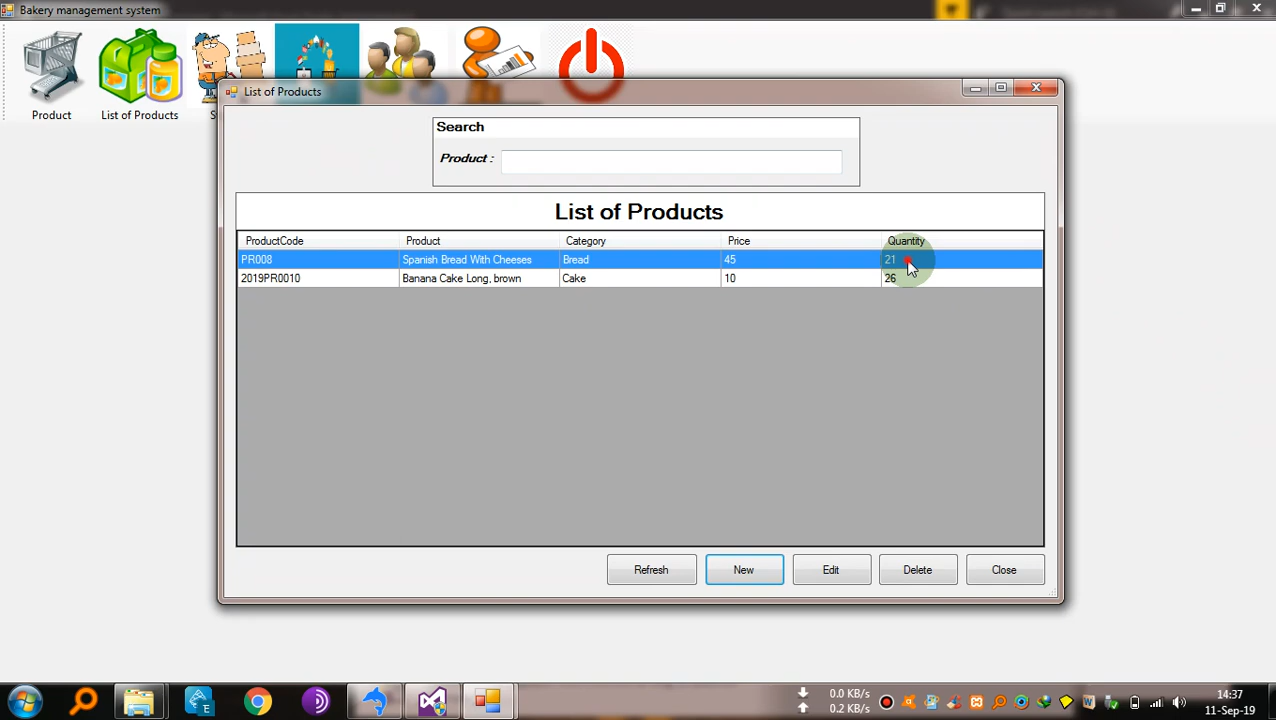 Bakery management system
Product
List of Products
List of Products
Search
Product :
List of Products
ProductCode Product Category Price Quantity
PR008 Spanish Bread With Cheeses Bread 45 21
2019PR0010 Banana Cake Long, brown Cake 10 26
Refresh New Edit Delete Close
0.0 KB/s
0.2 KB/s
14:37
11-Sep-19